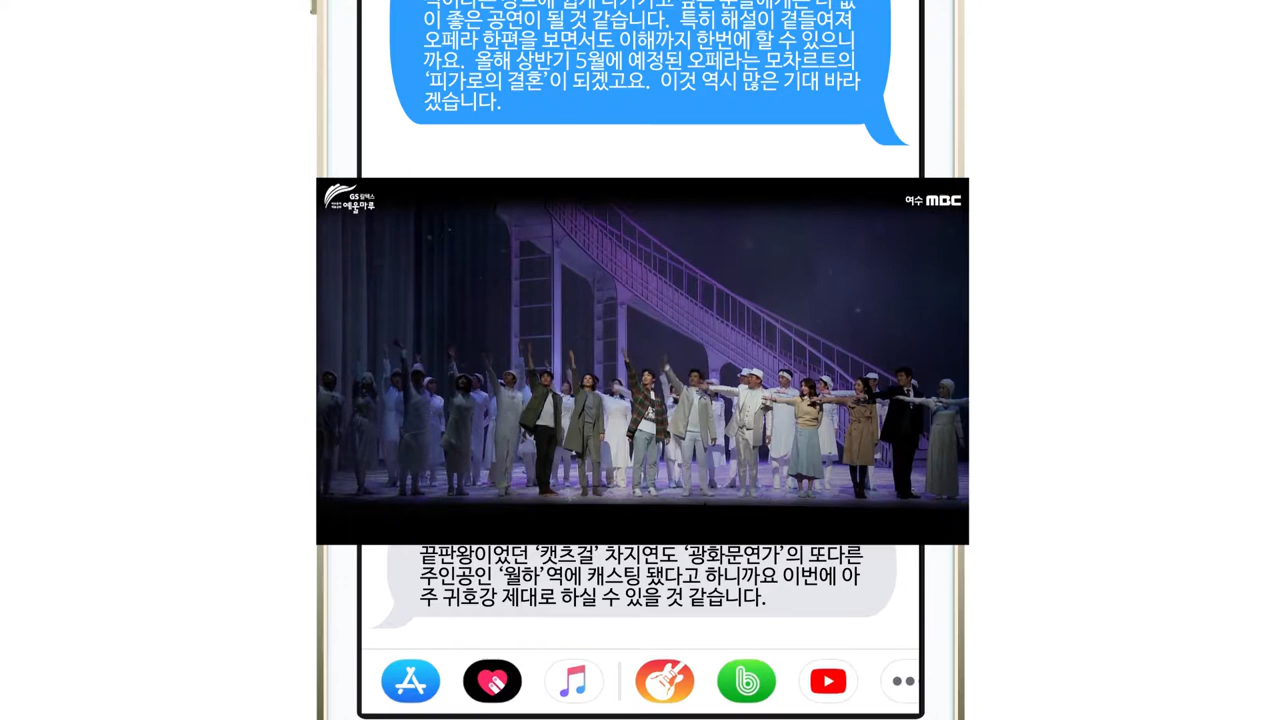 이 좋은 공연이 될 것 같습니다. 특히 해설이 곁들여져
오페라 한편을 보면서도 이해까지 한번에 할 수 있으니
까요. 올해 상반기 5월에 예정된 오페라는 모차르트의
‘피가로의 결혼’이 되겠고요. 이것 역시 많은 기대 바라
겠습니다.
GS 칼텍스
예울마루
여수 MBC
끝판왕이었던 ‘캣츠걸’ 차지연도 ‘광화문연가’의 또다른
주인공인 ‘월하’역에 캐스팅 됐다고 하니까요 이번에 아
주 귀호강 제대로 하실 수 있을 것 같습니다.